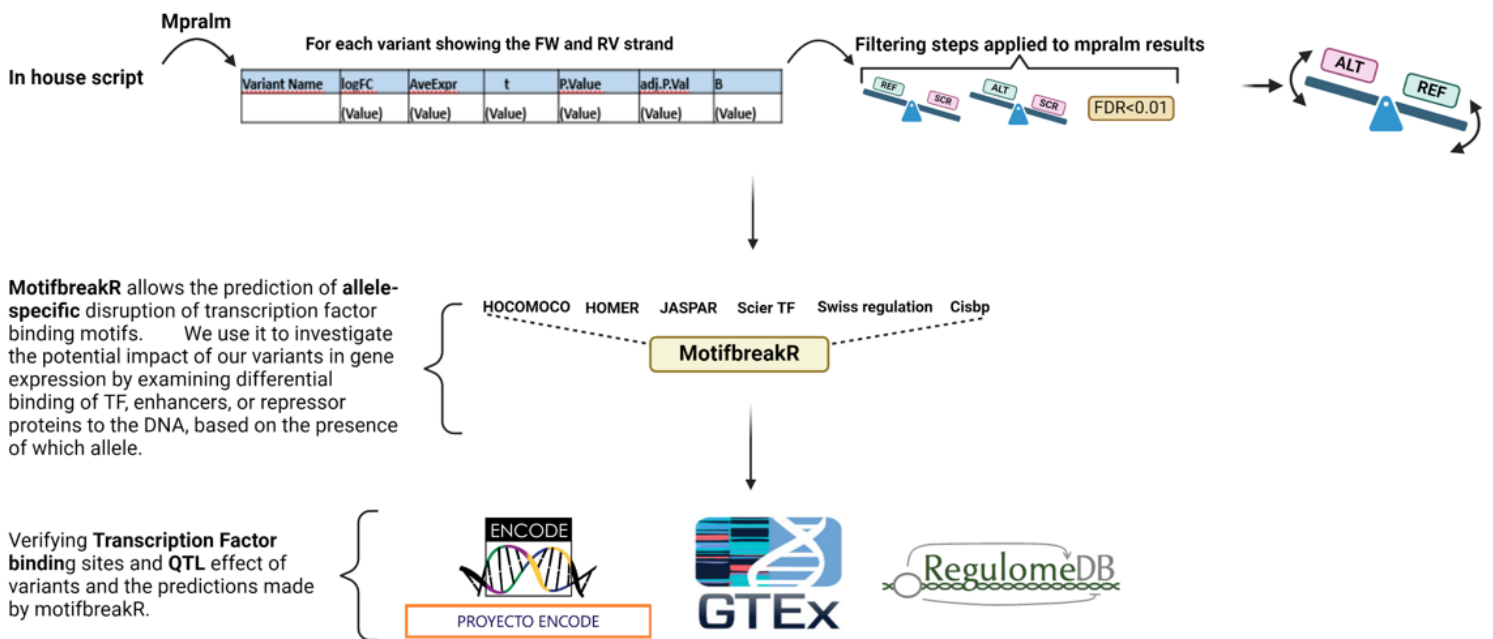 Mpralm
In house script
For each variant showing the FW and RV strand
Variant Name logFC AveExpr t P.Value adj.P.Val B
(Value) (Value) (Value) (Value) (Value) (Value)
Filtering steps applied to mpralm results
REF SCR
ALT SCR
FDR<0.01
ALT REF
MotifbreakR allows the prediction of allele-
specific disruption of transcription factor
binding motifs. We use it to investigate
the potential impact of our variants in gene
expression by examining differential
binding of TF, enhancers, or repressor
proteins to the DNA, based on the presence
of which allele.
HOCOMOCO HOMER JASPAR Scier TF Swiss regulation Cisbp
MotifbreakR
Verifying Transcription Factor
binding sites and QTL effect of
variants and the predictions made
by motifbreakR.
ENCODE
PROYECTO ENCODE
GTEx
RegulomeDB